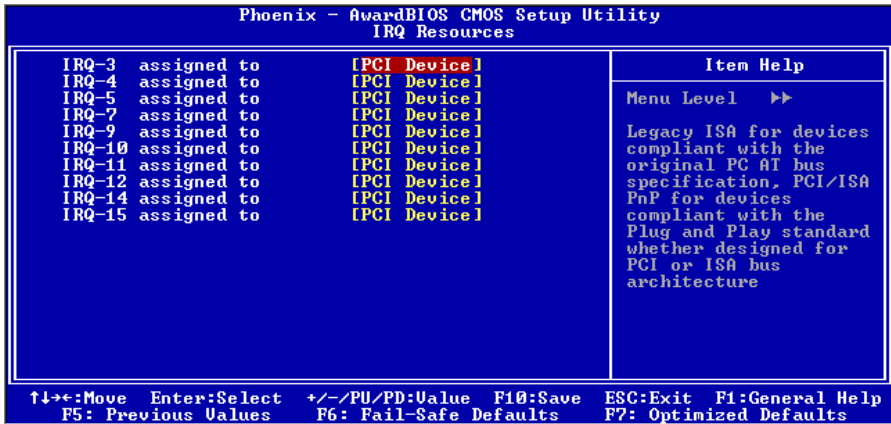 Phoenix - AwardBIOS CMOS Setup Utility
IRQ Resources
IRQ-3 assigned to [PCI Device]
IRQ-4 assigned to [PCI Device]
IRQ-5 assigned to [PCI Device]
IRQ-7 assigned to [PCI Device]
IRQ-9 assigned to [PCI Device]
IRQ-10 assigned to [PCI Device]
IRQ-11 assigned to [PCI Device]
IRQ-12 assigned to [PCI Device]
IRQ-14 assigned to [PCI Device]
IRQ-15 assigned to [PCI Device]
Item Help
Menu Level ▶▶
Legacy ISA for devices
compliant with the
original PC AT bus
specification, PCI/ISA
PnP for devices
compliant with the
Plug and Play standard
whether designed for
PCI or ISA bus
architecture
↑↓→←:Move Enter:Select +/-/PU/PD:Value F10:Save ESC:Exit F1:General Help
F5: Previous Values F6: Fail-Safe Defaults F7: Optimized Defaults